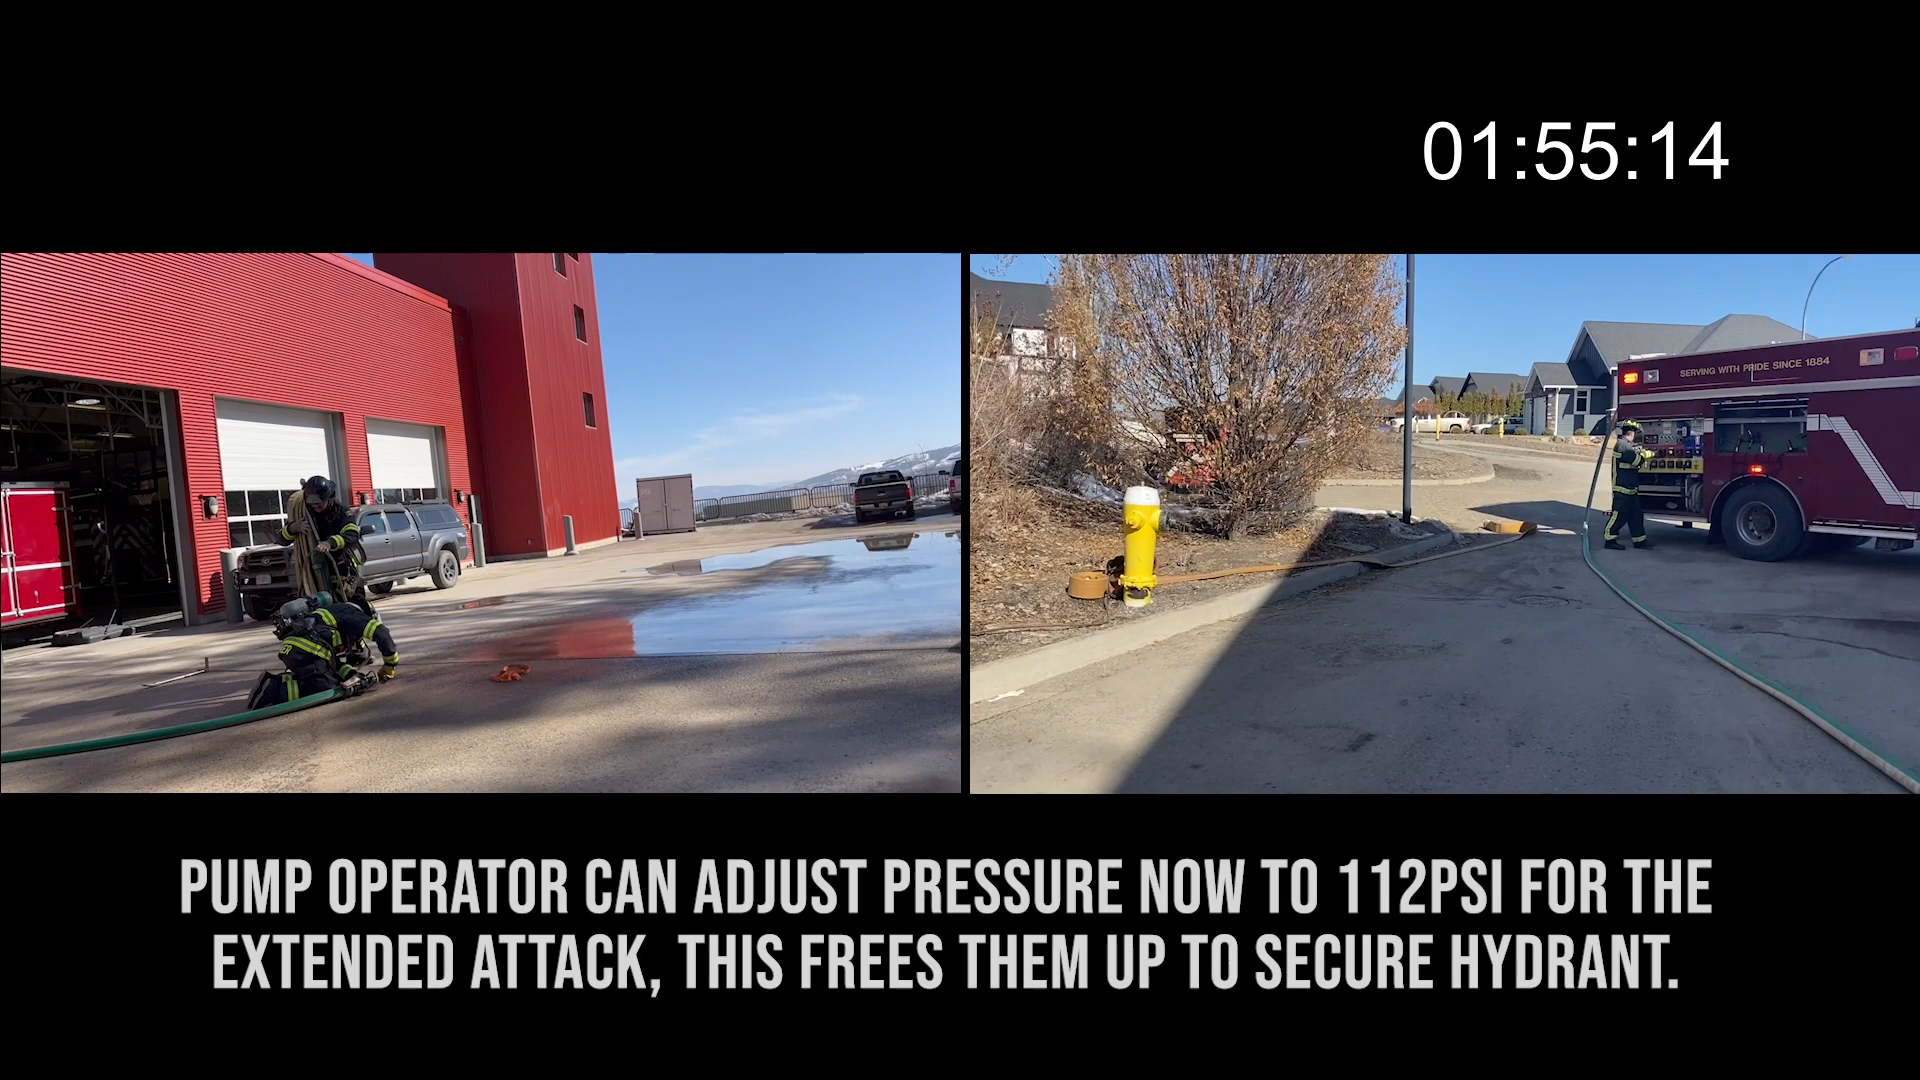 01:55:14
SERVING WITH PRIDE SINCE 1884
PUMP OPERATOR CAN ADJUST PRESSURE NOW TO 112PSI FOR THE
EXTENDED ATTACK, THIS FREES THEM UP TO SECURE HYDRANT.